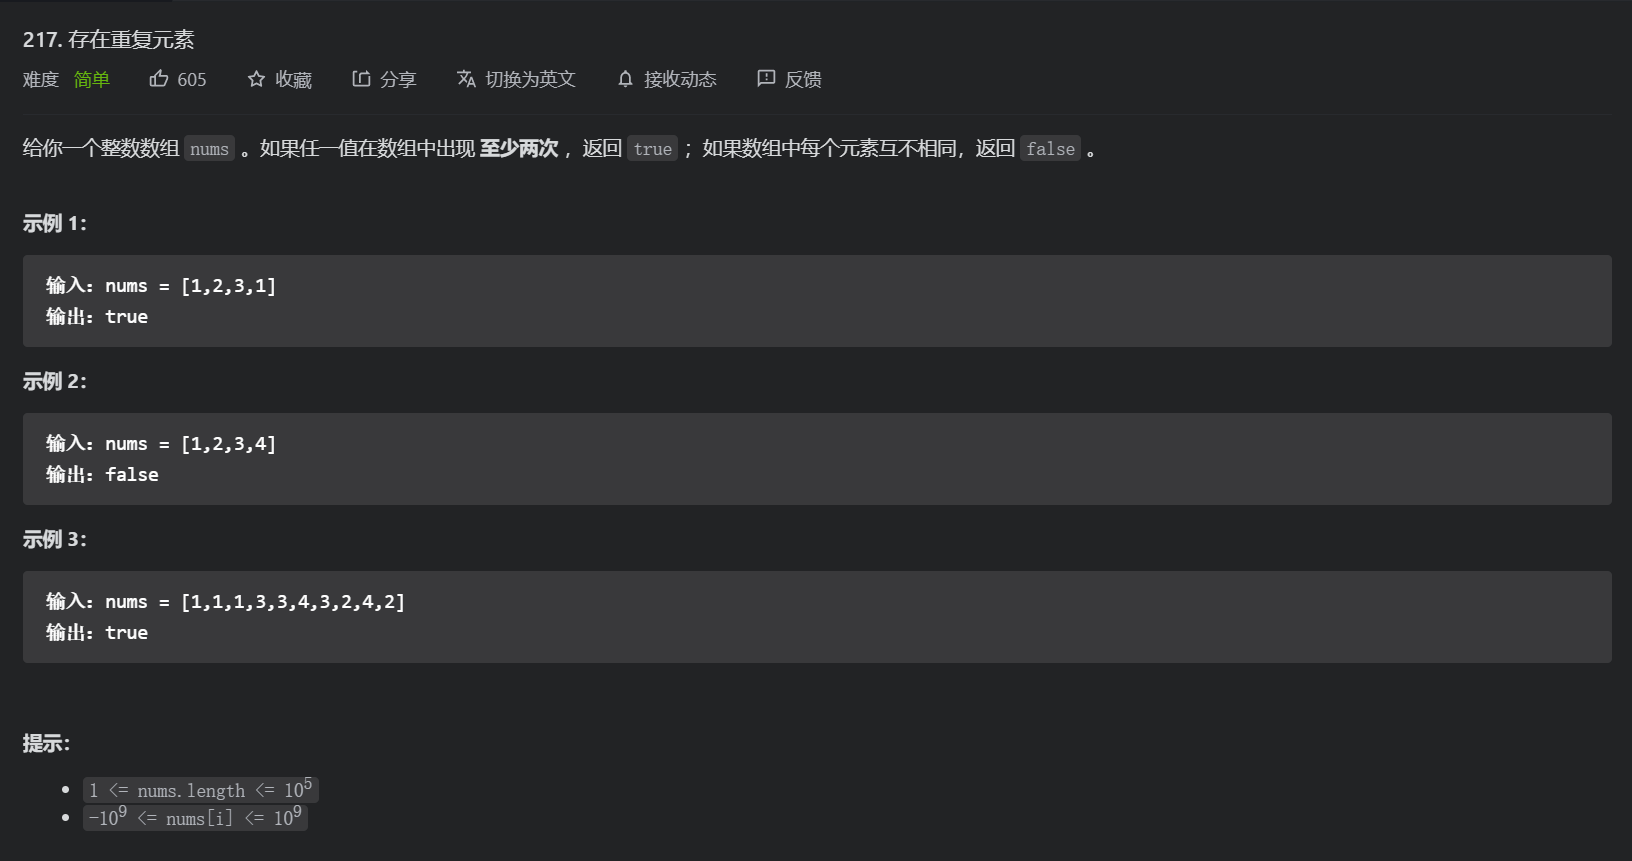 217. 存在重复元素
难度 简单 605 收藏 分享 切换为英文 接收动态 反馈
给你一个整数数组 nums 。如果任一值在数组中出现 至少两次 ，返回 true ；如果数组中每个元素互不相同，返回 false 。
示例 1：
输入：nums = [1,2,3,1]
输出：true
示例 2：
输入：nums = [1,2,3,4]
输出：false
示例 3：
输入：nums = [1,1,1,3,3,4,3,2,4,2]
输出：true
提示：
1 <= nums.length <= 10⁵
-10⁹ <= nums[i] <= 10⁹